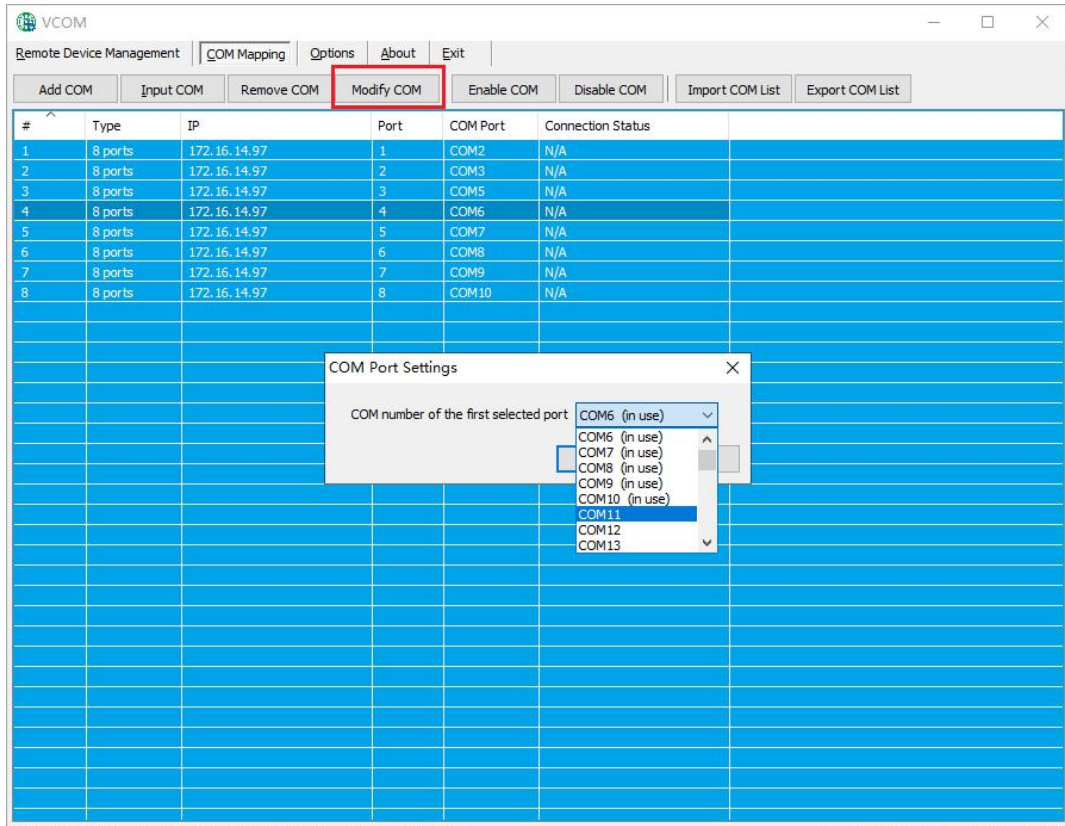 VCOM
Remote Device Management COM Mapping Options About Exit
Add COM Input COM Remove COM Modify COM Enable COM Disable COM Import COM List Export COM List
# Type IP Port COM Port Connection Status
1 8 ports 172.16.14.97 1 COM2 N/A
2 8 ports 172.16.14.97 2 COM3 N/A
3 8 ports 172.16.14.97 3 COM5 N/A
4 8 ports 172.16.14.97 4 COM6 N/A
5 8 ports 172.16.14.97 5 COM7 N/A
6 8 ports 172.16.14.97 6 COM8 N/A
7 8 ports 172.16.14.97 7 COM9 N/A
8 8 ports 172.16.14.97 8 COM10 N/A
COM Port Settings
COM number of the first selected port COM6 (in use)
COM6 (in use)
COM7 (in use)
COM8 (in use)
COM9 (in use)
COM10 (in use)
COM11
COM12
COM13